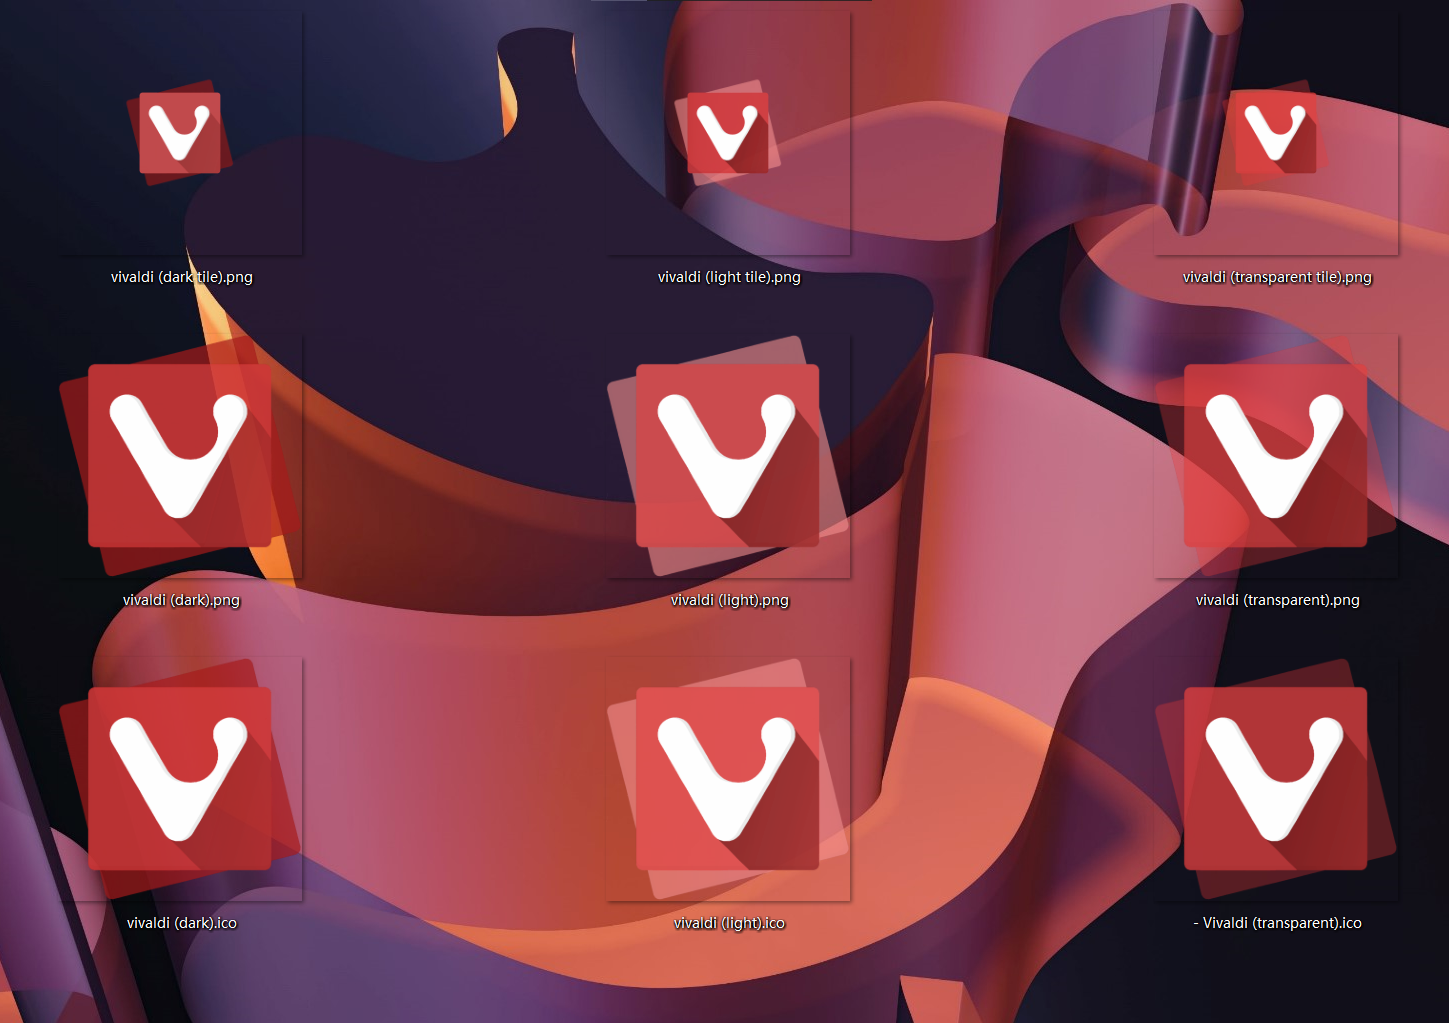 vivaldi (dark tile).png
vivaldi (light tile).png
vivaldi (transparent tile).png
vivaldi (dark).png
vivaldi (light).png
vivaldi (transparent).png
vivaldi (dark).ico
vivaldi (light).ico
- Vivaldi (transparent).ico